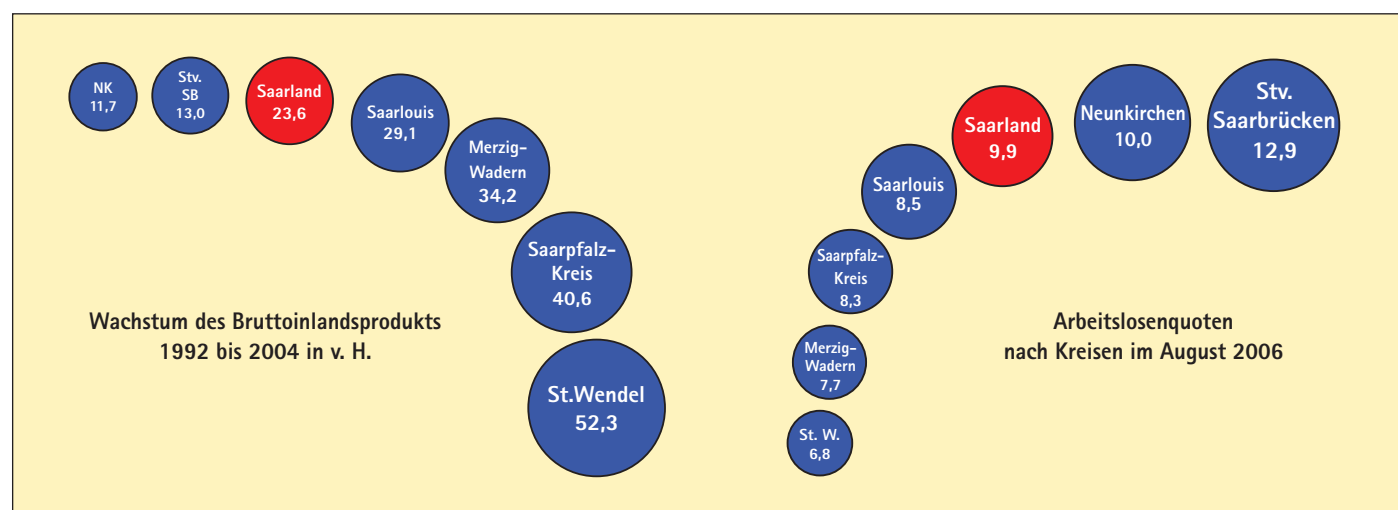 NK
11,7
Stv.
SB
13,0
Saarland
23,6
Saarlouis
29,1
Merzig-
Wadern
34,2
Saarpfalz-
Kreis
40,6
St.Wendel
52,3
Wachstum des Bruttoinlandsprodukts
1992 bis 2004 in v. H.
Stv.
Saarbrücken
12,9
Neunkirchen
10,0
Saarland
9,9
Saarlouis
8,5
Saarpfalz-
Kreis
8,3
Merzig-
Wadern
7,7
St. W.
6,8
Arbeitslosenquoten
nach Kreisen im August 2006